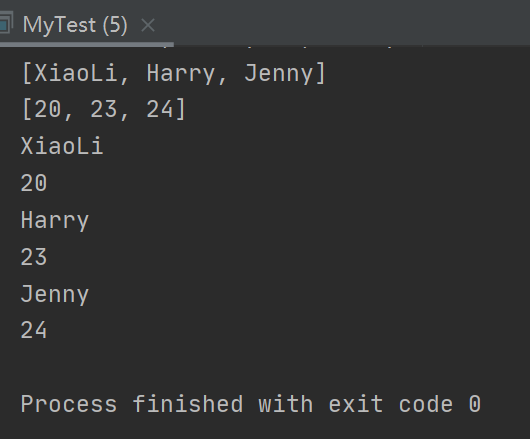 MyTest (5)
[XiaoLi, Harry, Jenny]
[20, 23, 24]
XiaoLi
20
Harry
23
Jenny
24
Process finished with exit code 0